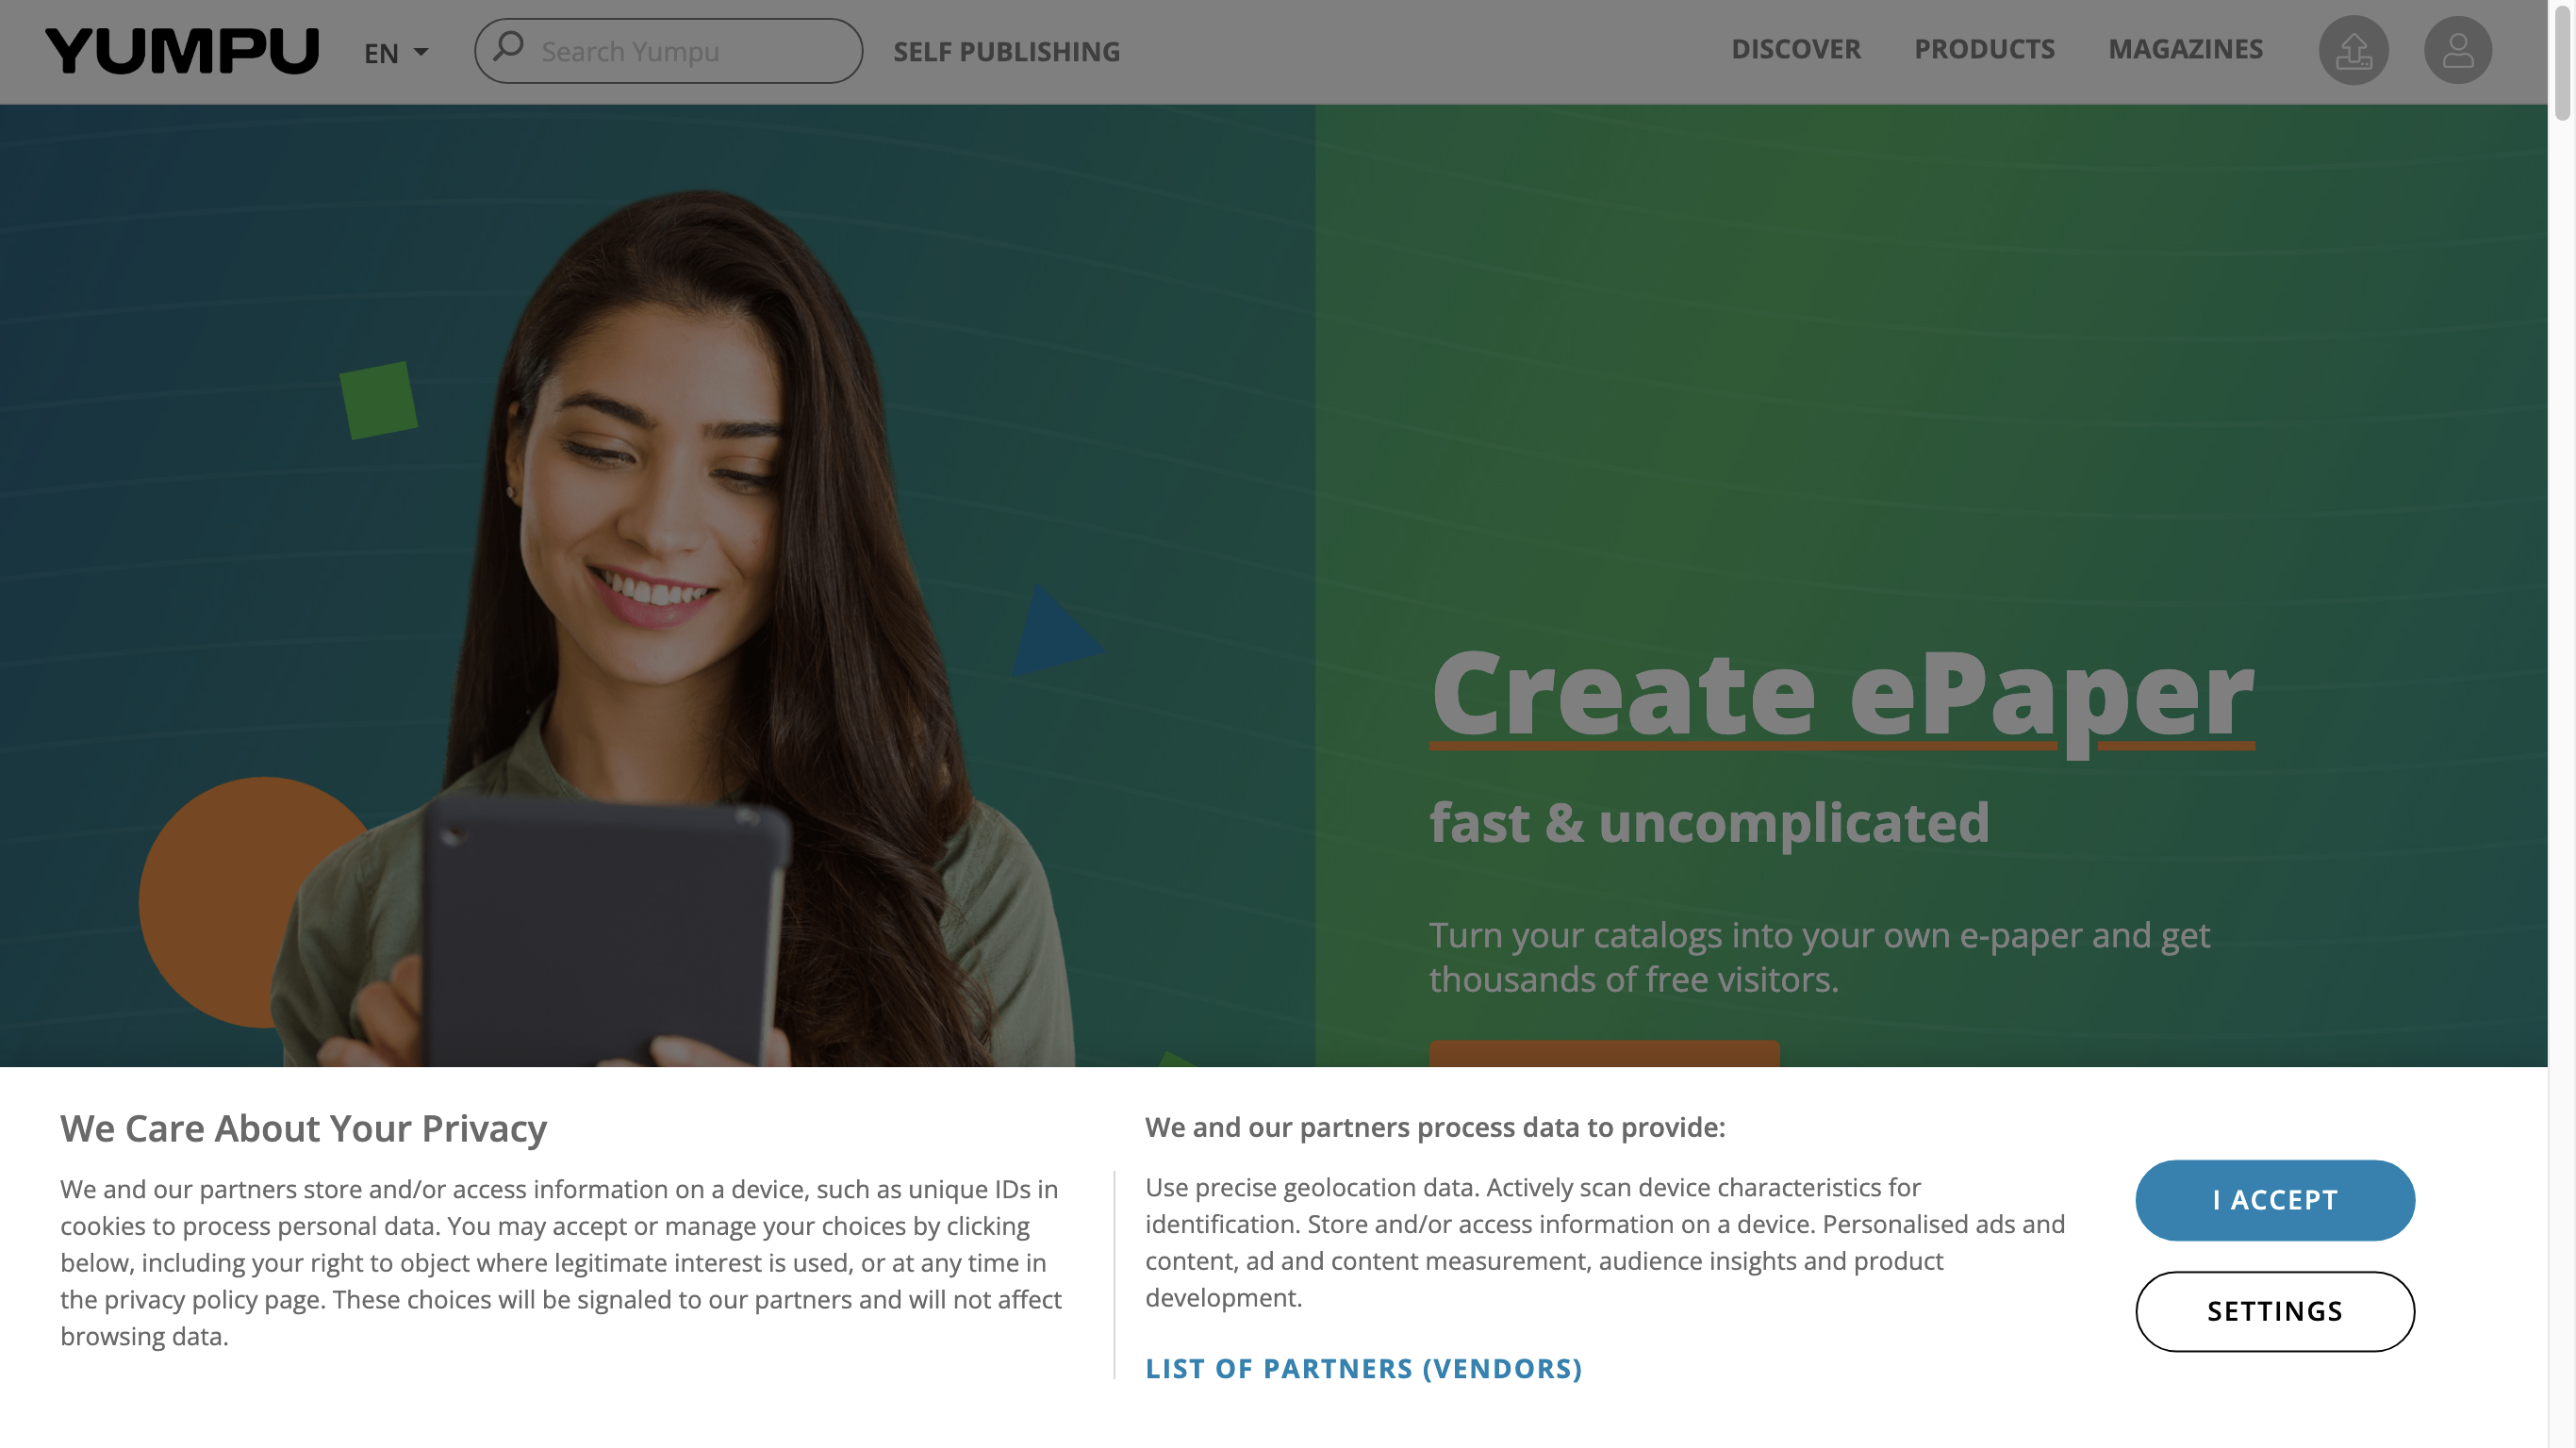 YUMPU
EN
Search Yumpu
SELF PUBLISHING
DISCOVER
PRODUCTS
MAGAZINES
Create ePaper
fast & uncomplicated
Turn your catalogs into your own e-paper and get
thousands of free visitors.
We Care About Your Privacy
We and our partners store and/or access information on a device, such as unique IDs in
cookies to process personal data. You may accept or manage your choices by clicking
below, including your right to object where legitimate interest is used, or at any time in
the privacy policy page. These choices will be signaled to our partners and will not affect
browsing data.
We and our partners process data to provide:
Use precise geolocation data. Actively scan device characteristics for
identification. Store and/or access information on a device. Personalised ads and
content, ad and content measurement, audience insights and product
development.
LIST OF PARTNERS (VENDORS)
I ACCEPT
SETTINGS